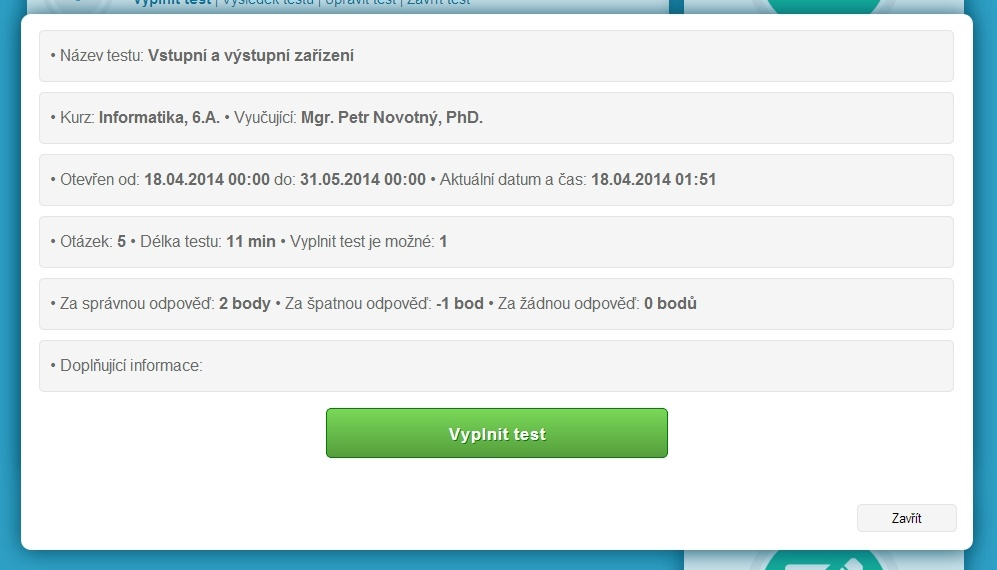 Vyplnit test | Výsledek testu | Upravit test | Zavřít test
• Název testu: Vstupní a výstupní zařízení
• Kurz: Informatika, 6.A. • Vyučující: Mgr. Petr Novotný, PhD.
• Otevřen od: 18.04.2014 00:00 do: 31.05.2014 00:00 • Aktuální datum a čas: 18.04.2014 01:51
• Otázek: 5 • Délka testu: 11 min • Vyplnit test je možné: 1
• Za správnou odpověď: 2 body • Za špatnou odpověď: -1 bod • Za žádnou odpověď: 0 bodů
• Doplňující informace:
Vyplnit test
Zavřít